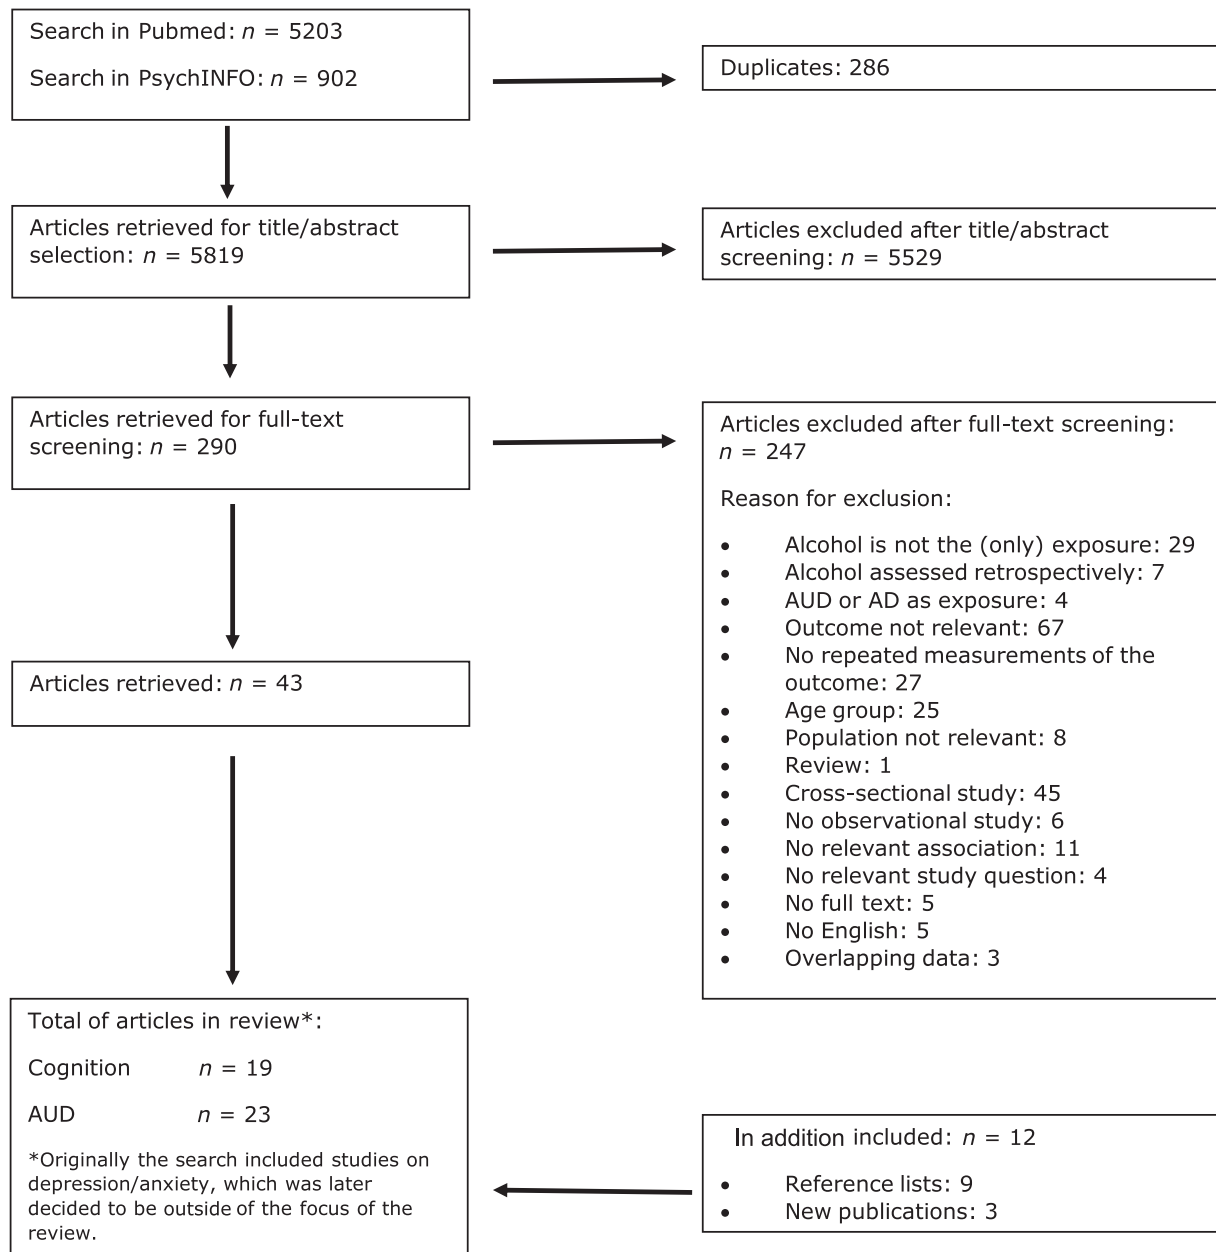 Search in Pubmed: n = 5203
Search in PsychINFO: n = 902
Duplicates: 286
Articles retrieved for title/abstract
selection: n = 5819
Articles excluded after title/abstract
screening: n = 5529
Articles retrieved for full-text
screening: n = 290
Articles excluded after full-text screening:
n = 247
Reason for exclusion:
• Alcohol is not the (only) exposure: 29
• Alcohol assessed retrospectively: 7
• AUD or AD as exposure: 4
• Outcome not relevant: 67
• No repeated measurements of the
outcome: 27
• Age group: 25
• Population not relevant: 8
• Review: 1
• Cross-sectional study: 45
• No observational study: 6
• No relevant association: 11
• No relevant study question: 4
• No full text: 5
• No English: 5
• Overlapping data: 3
Articles retrieved: n = 43
Total of articles in review*:
Cognition n = 19
AUD n = 23
*Originally the search included studies on
depression/anxiety, which was later
decided to be outside of the focus of the
review.
In addition included: n = 12
• Reference lists: 9
• New publications: 3